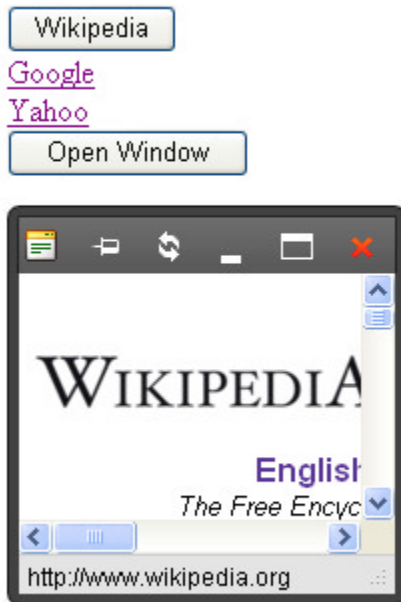 Wikipedia
Google
Yahoo
Open Window
WIKIPEDIA
English
The Free Encyc
http://www.wikipedia.org